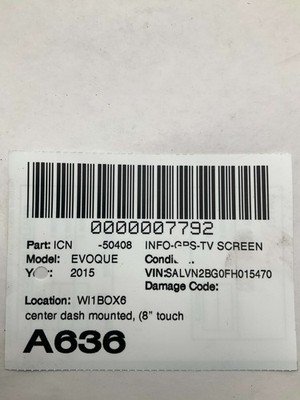 0000007792
Part: ICN -50408 INFO-GPS-TV SCREEN
Model: EVOQUE Condi
2015 VIN:SALVN2BG0FH015470
Damage Code:
Location: WI1BOX6
center dash mounted, (8" touch
A636